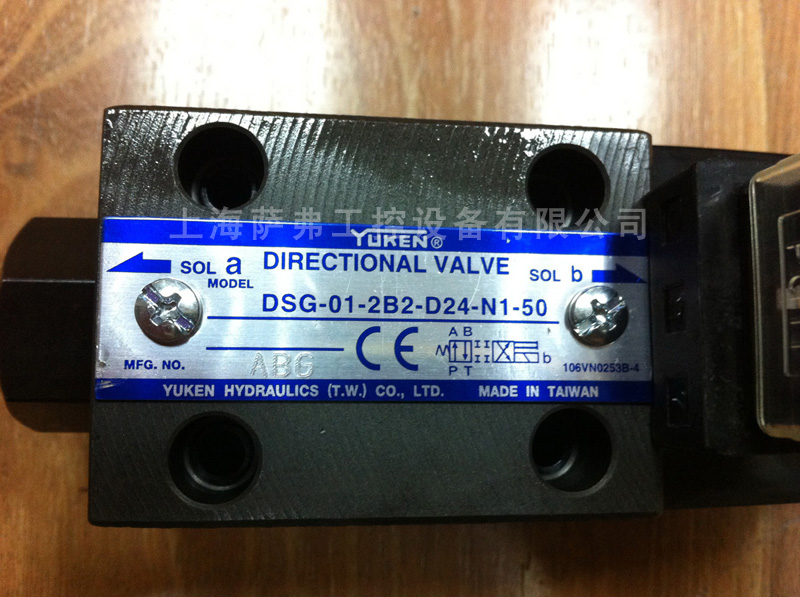 上海萨弗工控设备有限公司
YUKEN®
SOL a DIRECTIONAL VALVE SOL b
MODEL DSG-01-2B2-D24-N1-50
CE
A B
b
P T
MFG. NO. ABG 106VN0253B-4
YUKEN HYDRAULICS (T.W.) CO., LTD. MADE IN TAIWAN